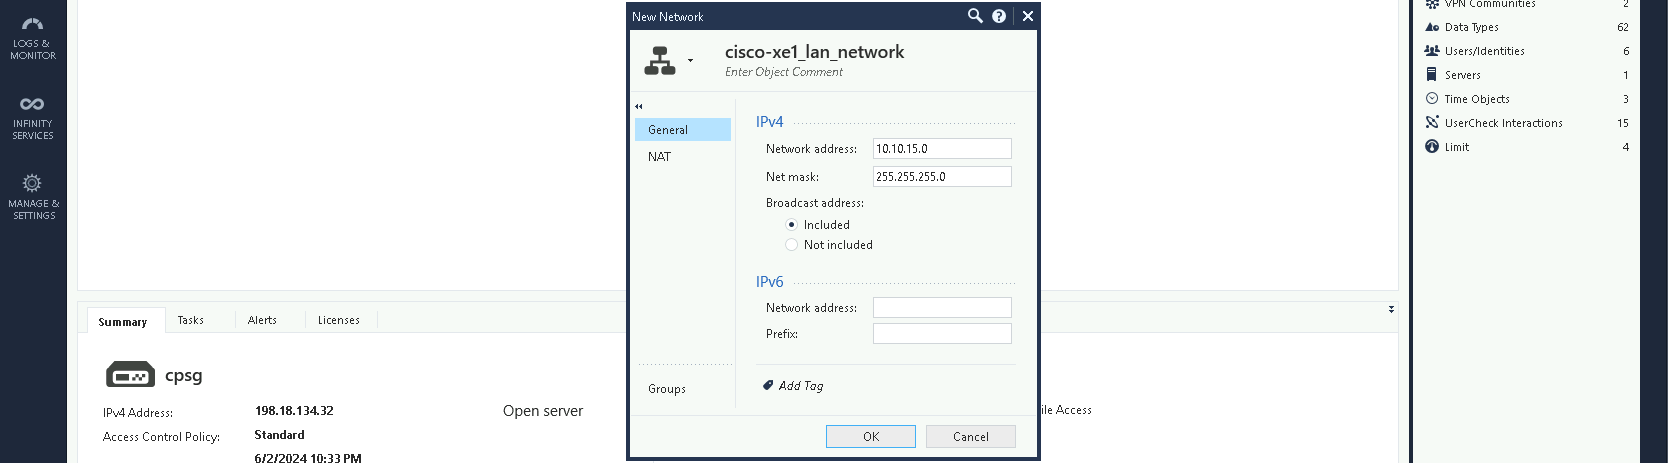 LOGS &
MONITOR
INFINITY
SERVICES
MANAGE &
SETTINGS
New Network
cisco-xe1_lan_network
Enter Object Comment
General
NAT
Groups
IPv4
Network address: 10.10.15.0
Net mask: 255.255.255.0
Broadcast address:
Included
Not included
IPv6
Network address:
Prefix:
Add Tag
OK Cancel
Summary Tasks Alerts Licenses
cpsg
IPv4 Address: 198.18.134.32
Open server
ile Access
Access Control Policy: Standard
6/2/2024 10:33 PM
VPN Communities 2
Data Types 62
Users/Identities 6
Servers 1
Time Objects 3
UserCheck Interactions 15
Limit 4